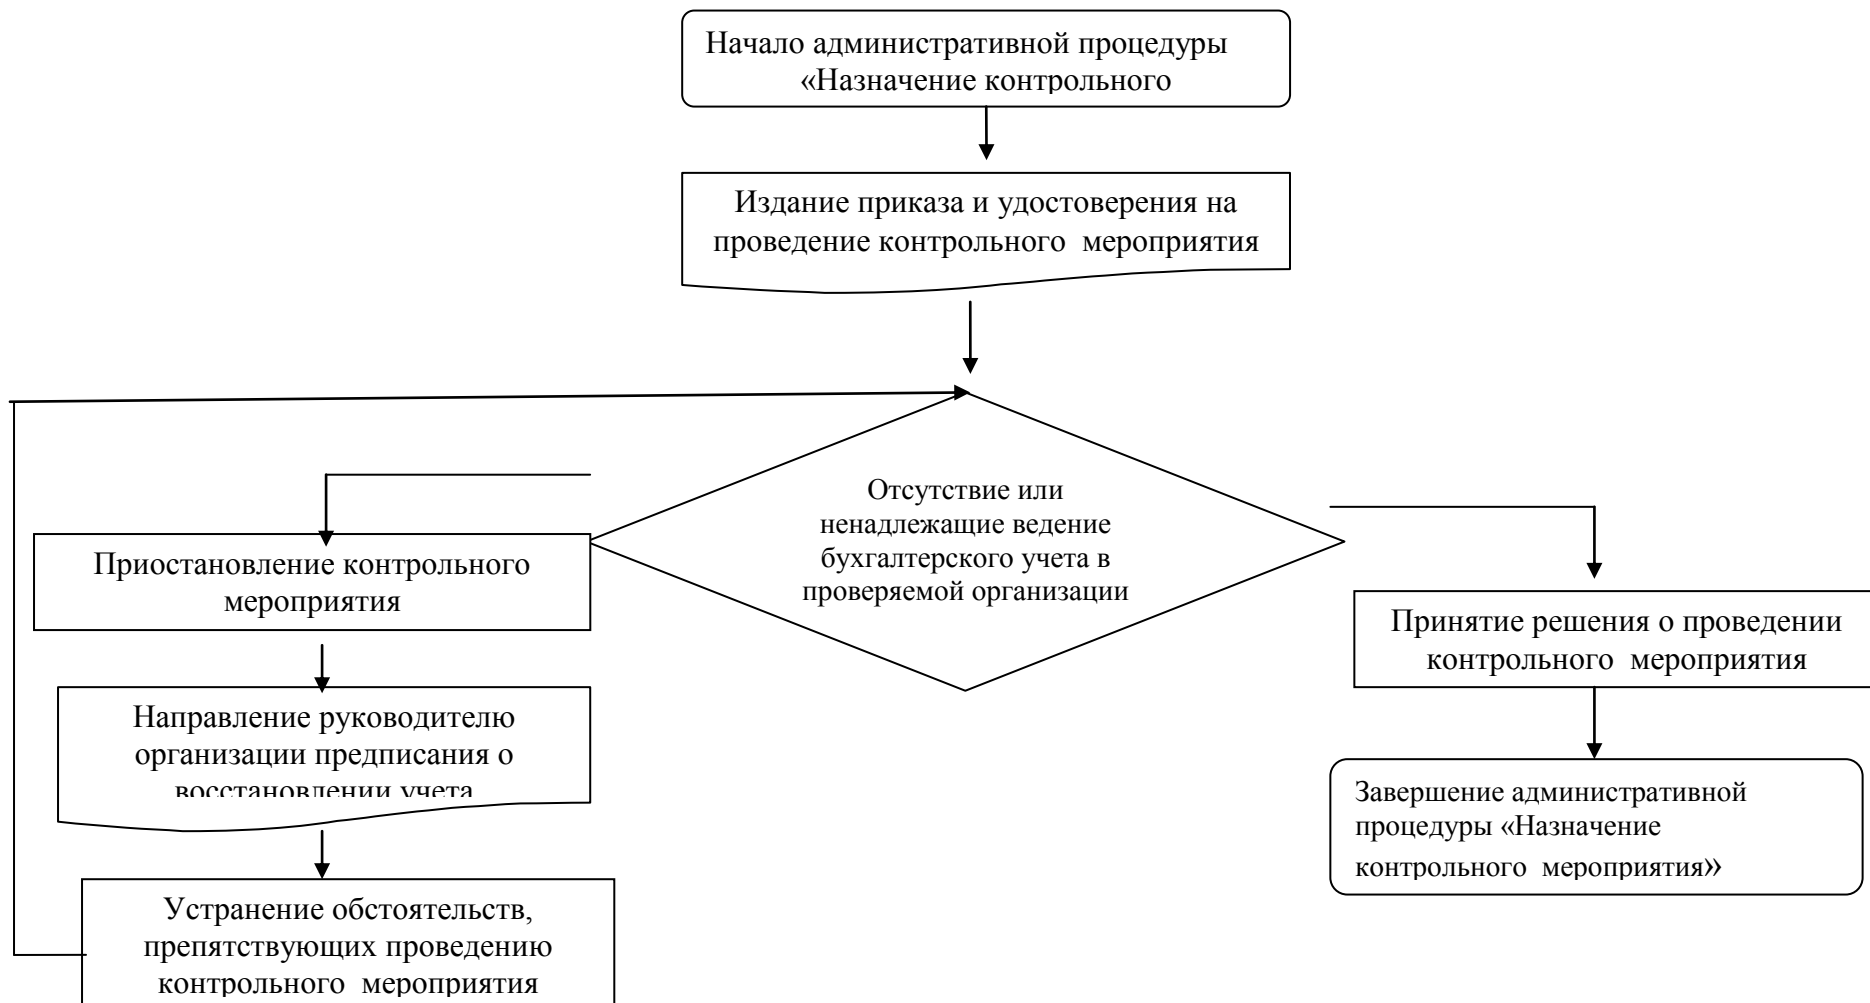 Начало административной процедуры
«Назначение контрольного
Издание приказа и удостоверения на
проведение контрольного  мероприятия
Отсутствие или
ненадлежащие ведение
бухгалтерского учета в
проверяемой организации
Приостановление контрольного
мероприятия
Направление руководителю
организации предписания о
восстановлении учета
Устранение обстоятельств,
препятствующих проведению
контрольного  мероприятия
Принятие решения о проведении
контрольного  мероприятия
Завершение административной
процедуры «Назначение
контрольного  мероприятия»